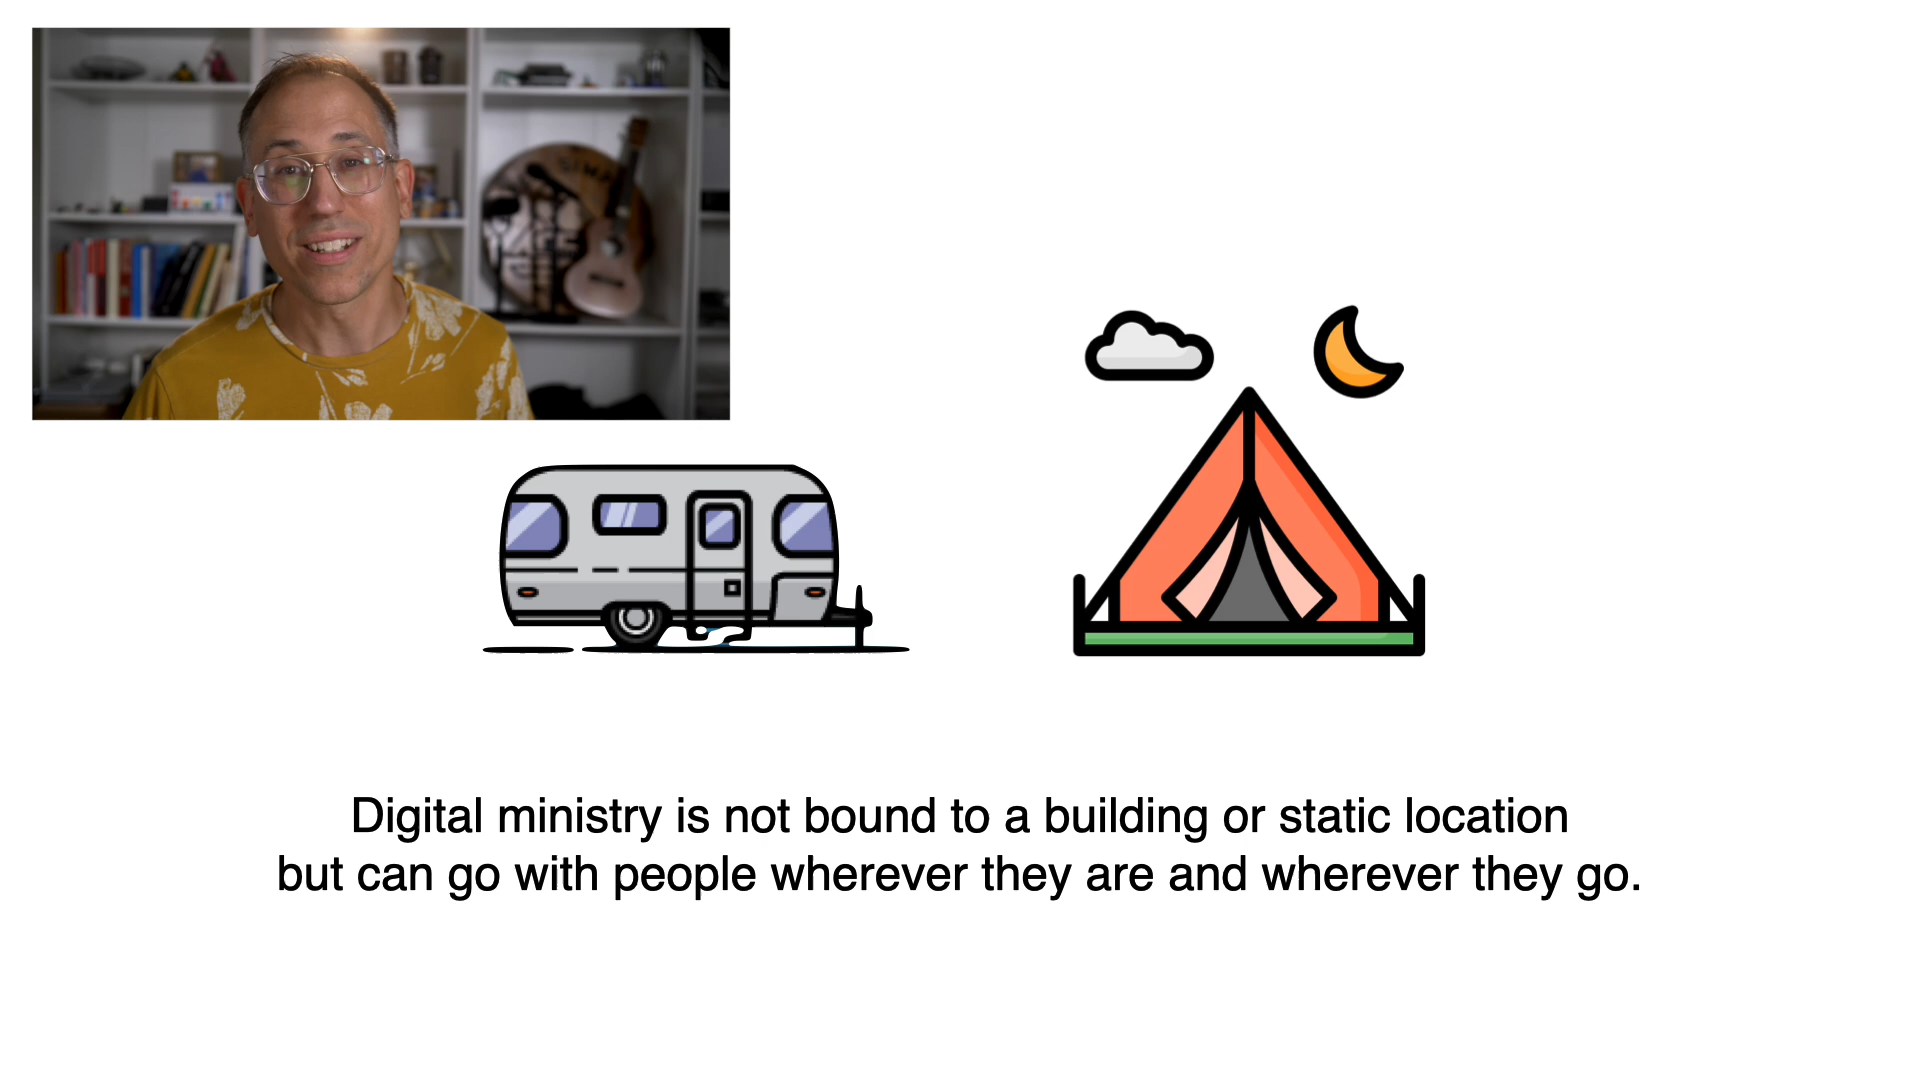 Digital ministry is not bound to a building or static location
but can go with people wherever they are and wherever they go.